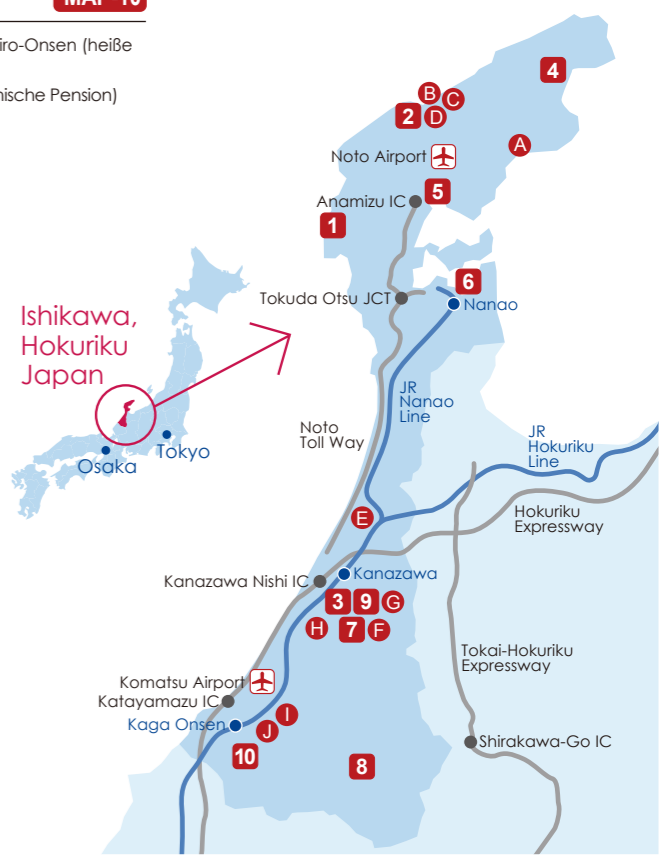 MAP 10
iro-Onsen (heiße
nische Pension)
4
B
C
2
D
A
Noto Airport
5
Anamizu IC
1
6
Tokuda Otsu JCT
Nanao
Ishikawa,
Hokuriku
Japan
JR
Nanao
Line
Noto
Toll Way
JR
Hokuriku
Line
Tokyo
Osaka
E
Hokuriku
Expressway
Kanazawa
Kanazawa Nishi IC
3
9
G
H
7
F
Tokai-Hokuriku
Expressway
Komatsu Airport
Katayamazu IC
I
Kaga Onsen
J
Shirakawa-Go IC
10
8